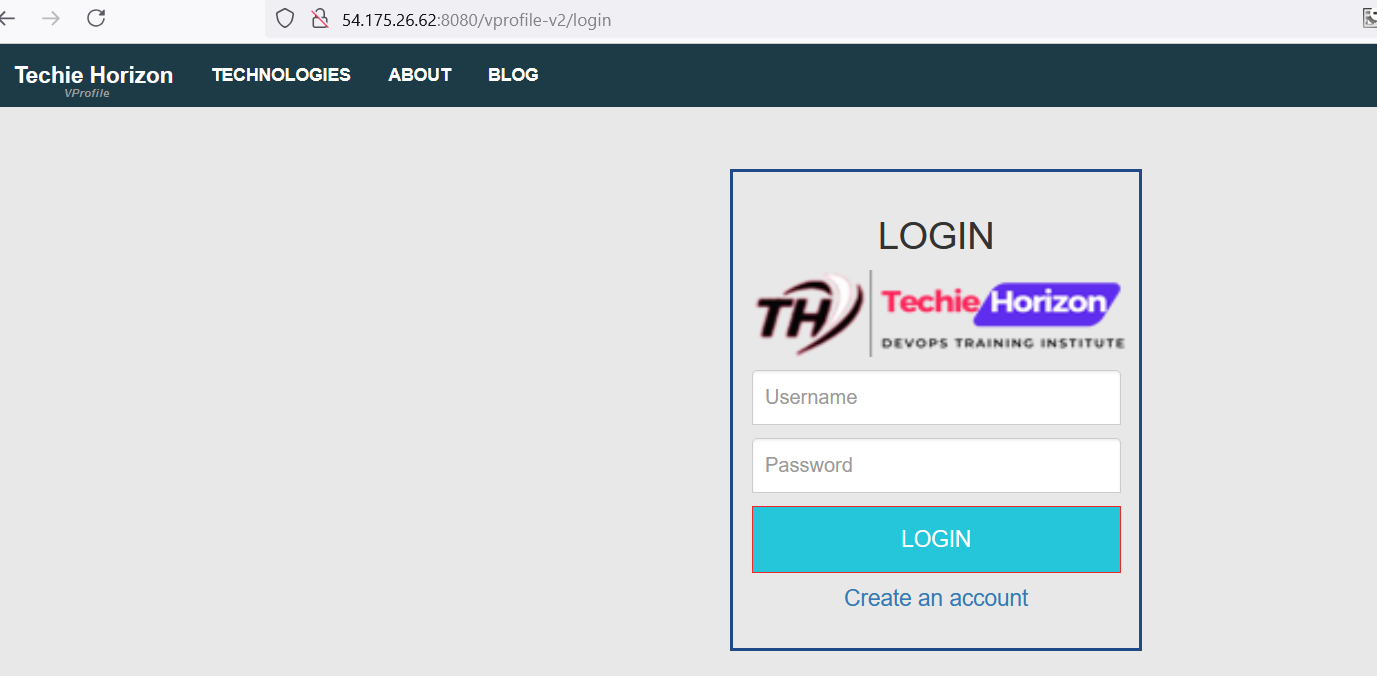 54.175.26.62:8080/vprofile-v2/login
Techie Horizon TECHNOLOGIES ABOUT BLOG
VProfile
LOGIN
TH Techie Horizon
DEVOPS TRAINING INSTITUTE
Username
Password
LOGIN
Create an account